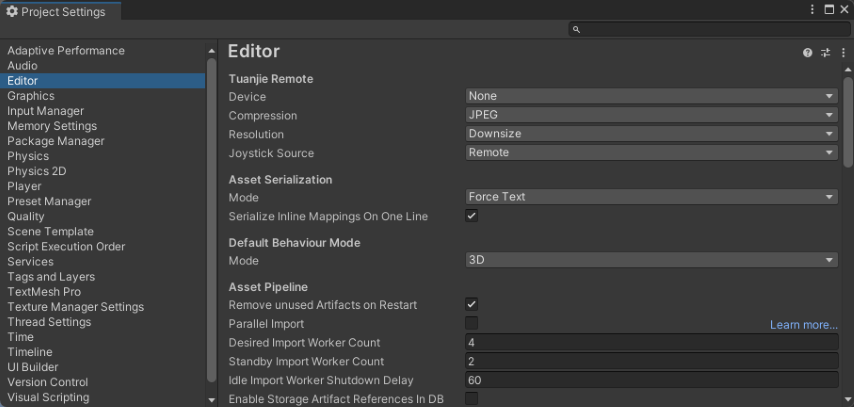 Project Settings
Adaptive Performance
Audio
Editor
Graphics
Input Manager
Memory Settings
Package Manager
Physics
Physics 2D
Player
Preset Manager
Quality
Scene Template
Script Execution Order
Services
Tags and Layers
TextMesh Pro
Texture Manager Settings
Thread Settings
Time
Timeline
UI Builder
Version Control
Visual Scripting
Editor
Tuanjie Remote
Device None
Compression JPEG
Resolution Downsize
Joystick Source Remote
Asset Serialization
Mode Force Text
Serialize Inline Mappings On One Line
Default Behaviour Mode
Mode 3D
Asset Pipeline
Remove unused Artifacts on Restart
Parallel Import Learn more...
Desired Import Worker Count 4
Standby Import Worker Count 2
Idle Import Worker Shutdown Delay 60
Enable Storage Artifact References In DB